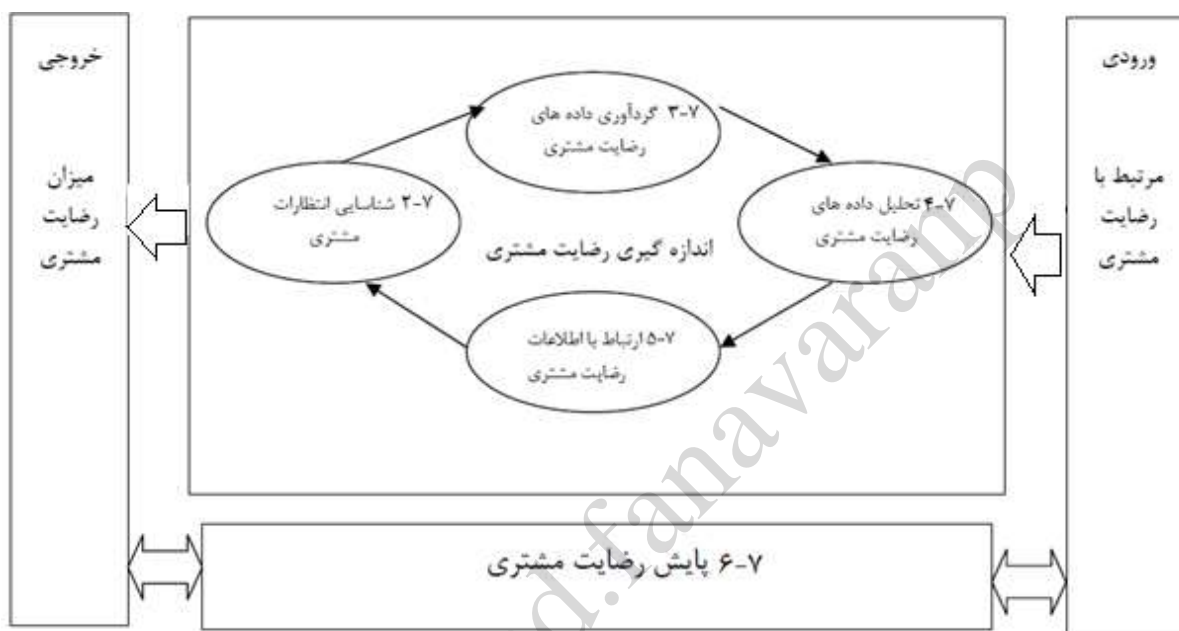 ورودی
مرتبط با
رضایت
مشتری
۷-۳ گردآوری داده های
رضایت مشتری
۷-۴ تحلیل داده های
رضایت مشتری
اندازه گیری رضایت مشتری
۷-۲ شناسایی انتظارات
مشتری
۷-۵ ارتباط با اطلاعات
رضایت مشتری
خروجی
میزان
رضایت
مشتری
۷-۶ پایش رضایت مشتری
d.fanavaranp